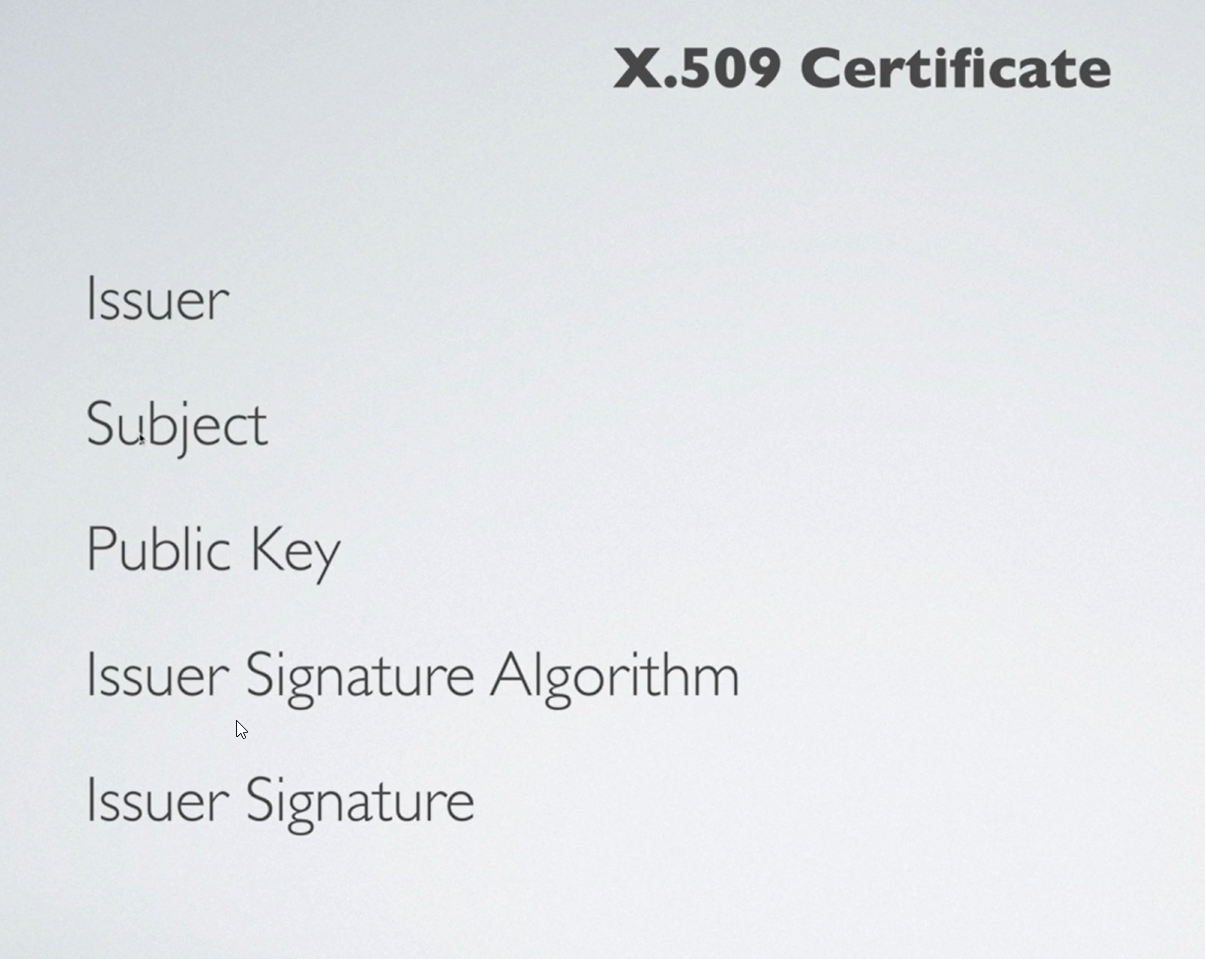 X.509 Certificate
Issuer
Subject
Public Key
Issuer Signature Algorithm
Issuer Signature